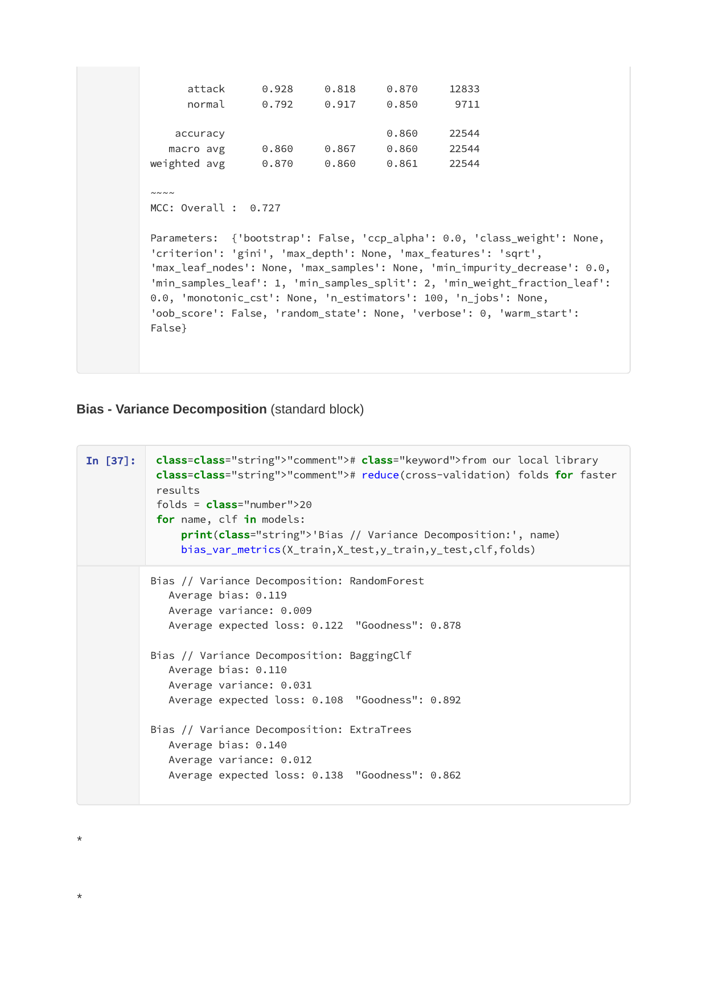 attack      0.928     0.818     0.870     12833
      normal      0.792     0.917     0.850      9711
    accuracy                          0.860     22544
   macro avg      0.860     0.867     0.860     22544
weighted avg      0.870     0.860     0.861     22544
~~~~
MCC: Overall :  0.727
Parameters:  {'bootstrap': False, 'ccp_alpha': 0.0, 'class_weight': None,
'criterion': 'gini', 'max_depth': None, 'max_features': 'sqrt',
'max_leaf_nodes': None, 'max_samples': None, 'min_impurity_decrease': 0.0,
'min_samples_leaf': 1, 'min_samples_split': 2, 'min_weight_fraction_leaf':
0.0, 'monotonic_cst': None, 'n_estimators': 100, 'n_jobs': None,
'oob_score': False, 'random_state': None, 'verbose': 0, 'warm_start':
False}
Bias - Variance Decomposition (standard block)
In [37]:
class=class="string">"comment"># class="keyword">from our local library
class=class="string">"comment"># reduce(cross-validation) folds for faster
results
folds = class="number">20
for name, clf in models:
    print(class="string">'Bias // Variance Decomposition:', name)
    bias_var_metrics(X_train,X_test,y_train,y_test,clf,folds)
Bias // Variance Decomposition: RandomForest
   Average bias: 0.119
   Average variance: 0.009
   Average expected loss: 0.122  "Goodness": 0.878
Bias // Variance Decomposition: BaggingClf
   Average bias: 0.110
   Average variance: 0.031
   Average expected loss: 0.108  "Goodness": 0.892
Bias // Variance Decomposition: ExtraTrees
   Average bias: 0.140
   Average variance: 0.012
   Average expected loss: 0.138  "Goodness": 0.862
*
*